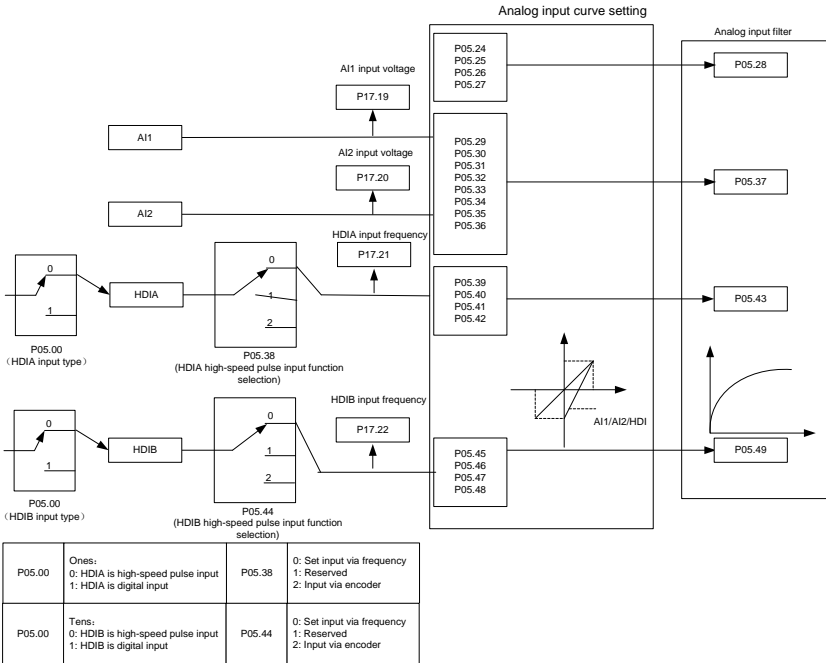 Analog input curve setting
Analog input filter
P05.24
P05.25
P05.26
P05.27
P05.28
AI1 input voltage
P17.19
AI1
AI2 input voltage
P17.20
AI2
P05.29
P05.30
P05.31
P05.32
P05.33
P05.34
P05.35
P05.36
P05.37
HDIA input frequency
P17.21
0
1
HDIA
0
1
2
P05.39
P05.40
P05.41
P05.42
P05.43
P05.00
（HDIA input type）
P05.38
(HDIA high-speed pulse input function
selection)
AI1/AI2/HDI
HDIB input frequency
P17.22
0
1
HDIB
0
1
2
P05.45
P05.46
P05.47
P05.48
P05.49
P05.00
（HDIB input type）
P05.44
(HDIB high-speed pulse input function
selection)
P05.00
Ones：
0: HDIA is high-speed pulse input
1: HDIA is digital input
P05.38
0: Set input via frequency
1: Reserved
2: Input via encoder
P05.00
Tens：
0: HDIB is high-speed pulse input
1: HDIB is digital input
P05.44
0: Set input via frequency
1: Reserved
2: Input via encoder